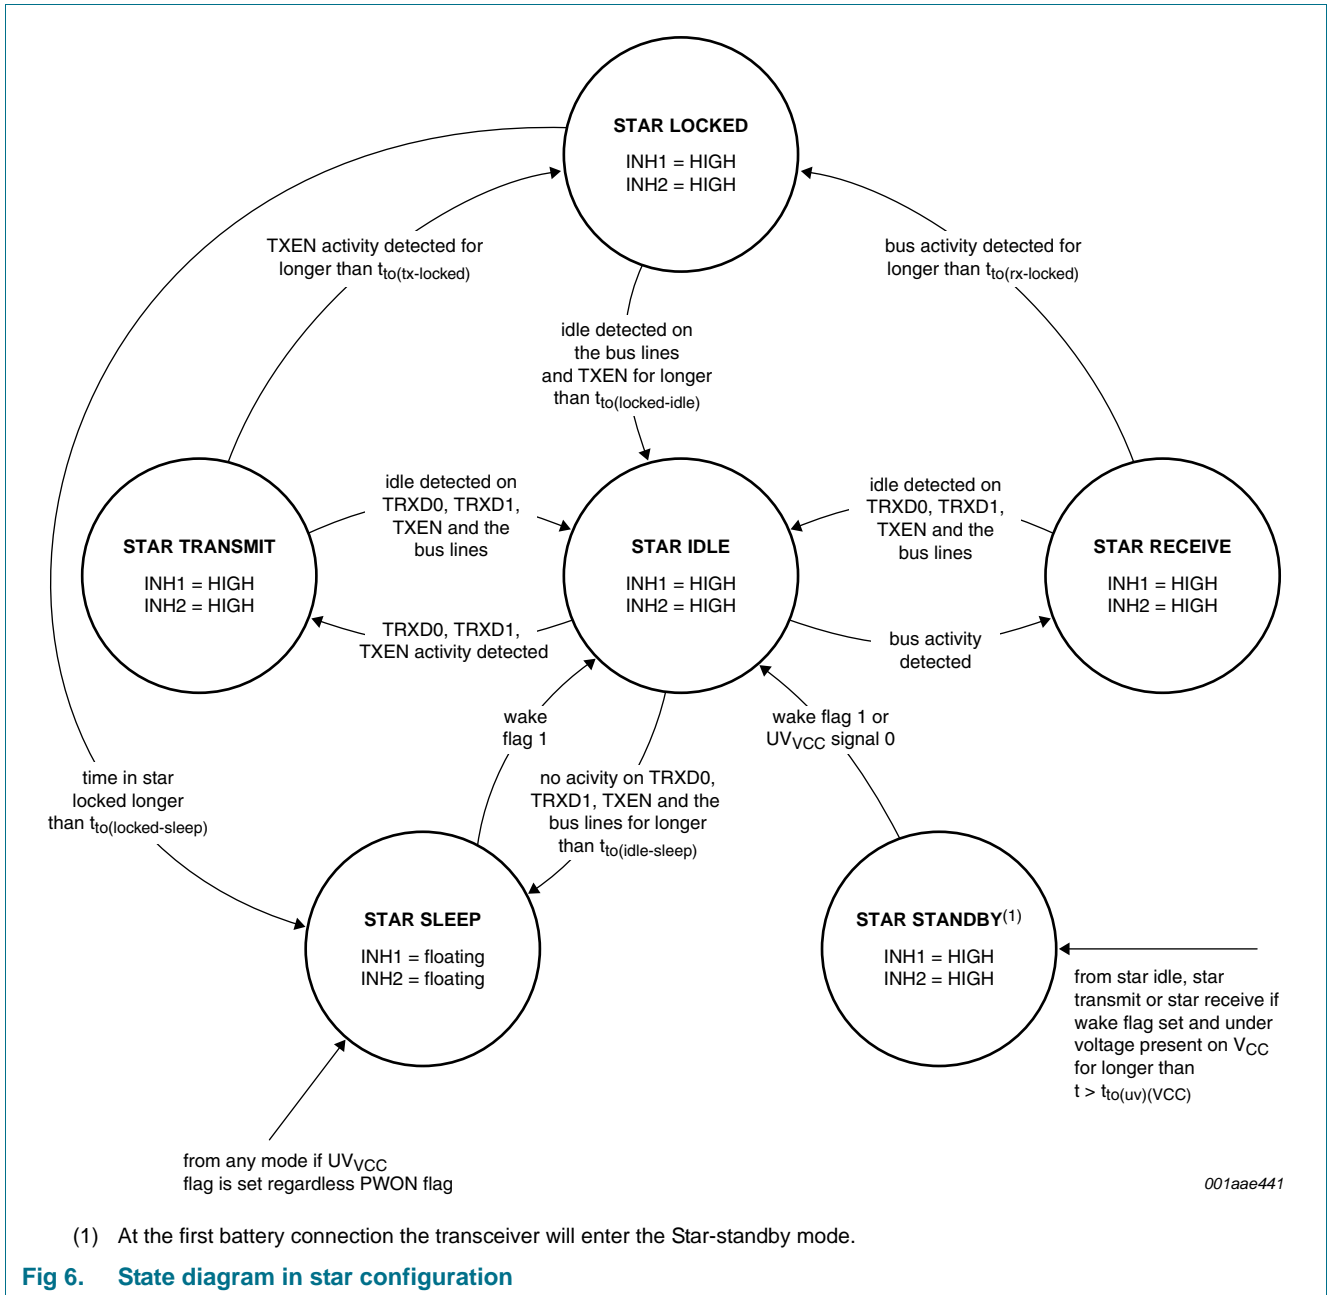 STAR LOCKED
INH1 = HIGH
INH2 = HIGH
TXEN activity detected for
longer than tto(tx-locked)
bus activity detected for
longer than tto(rx-locked)
idle detected on
the bus lines
and TXEN for longer
than tto(locked-idle)
idle detected on
TRXD0, TRXD1,
TXEN and the
bus lines
idle detected on
TRXD0, TRXD1,
TXEN and the
bus lines
STAR TRANSMIT
INH1 = HIGH
INH2 = HIGH
STAR IDLE
INH1 = HIGH
INH2 = HIGH
STAR RECEIVE
INH1 = HIGH
INH2 = HIGH
TRXD0, TRXD1,
TXEN activity detected
bus activity
detected
wake
flag 1
wake flag 1 or
UVVCC signal 0
time in star
locked longer
than tto(locked-sleep)
no acivity on TRXD0,
TRXD1, TXEN and the
bus lines for longer
than tto(idle-sleep)
STAR SLEEP
INH1 = floating
INH2 = floating
STAR STANDBY(1)
INH1 = HIGH
INH2 = HIGH
from star idle, star
transmit or star receive if
wake flag set and under
voltage present on VCC
for longer than
t > tto(uv)(VCC)
from any mode if UVVCC
flag is set regardless PWON flag
001aae441
(1) At the first battery connection the transceiver will enter the Star-standby mode.
Fig 6. State diagram in star configuration